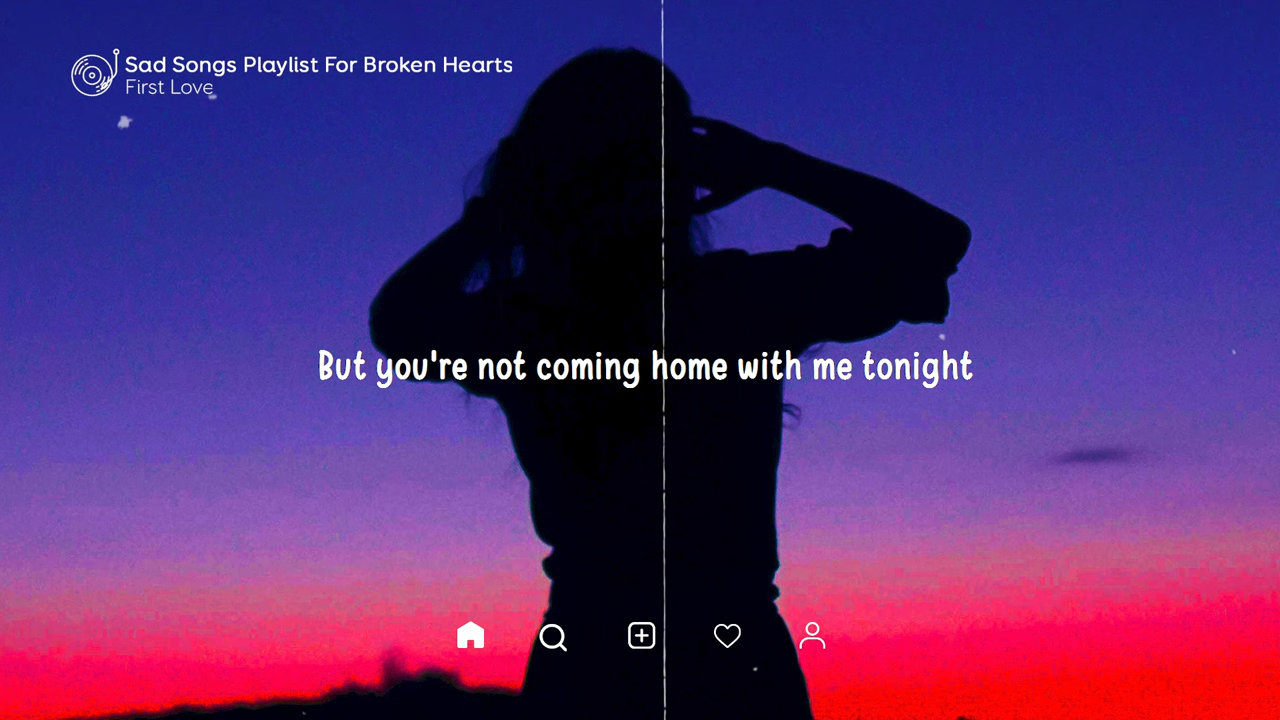 Sad Songs Playlist For Broken Hearts
First Love
But you're not coming home with me tonight